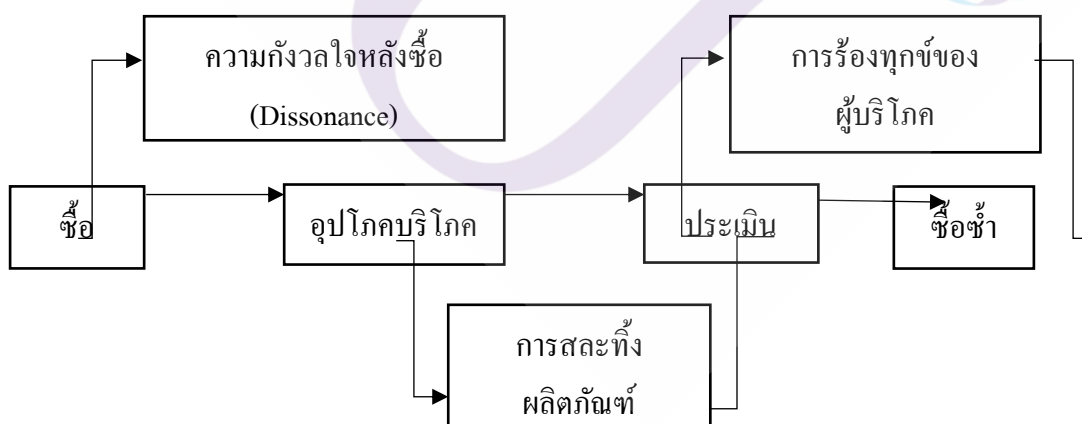 ความกังวลใจหลังซื้อ
(Dissonance)
การร้องทุกข์ของ
ผู้บริโภค
ซื้อ
อุปโภคบริโภค
ประเมิน
ซื้อซ้ำ
การสละทิ้ง
ผลิตภัณฑ์